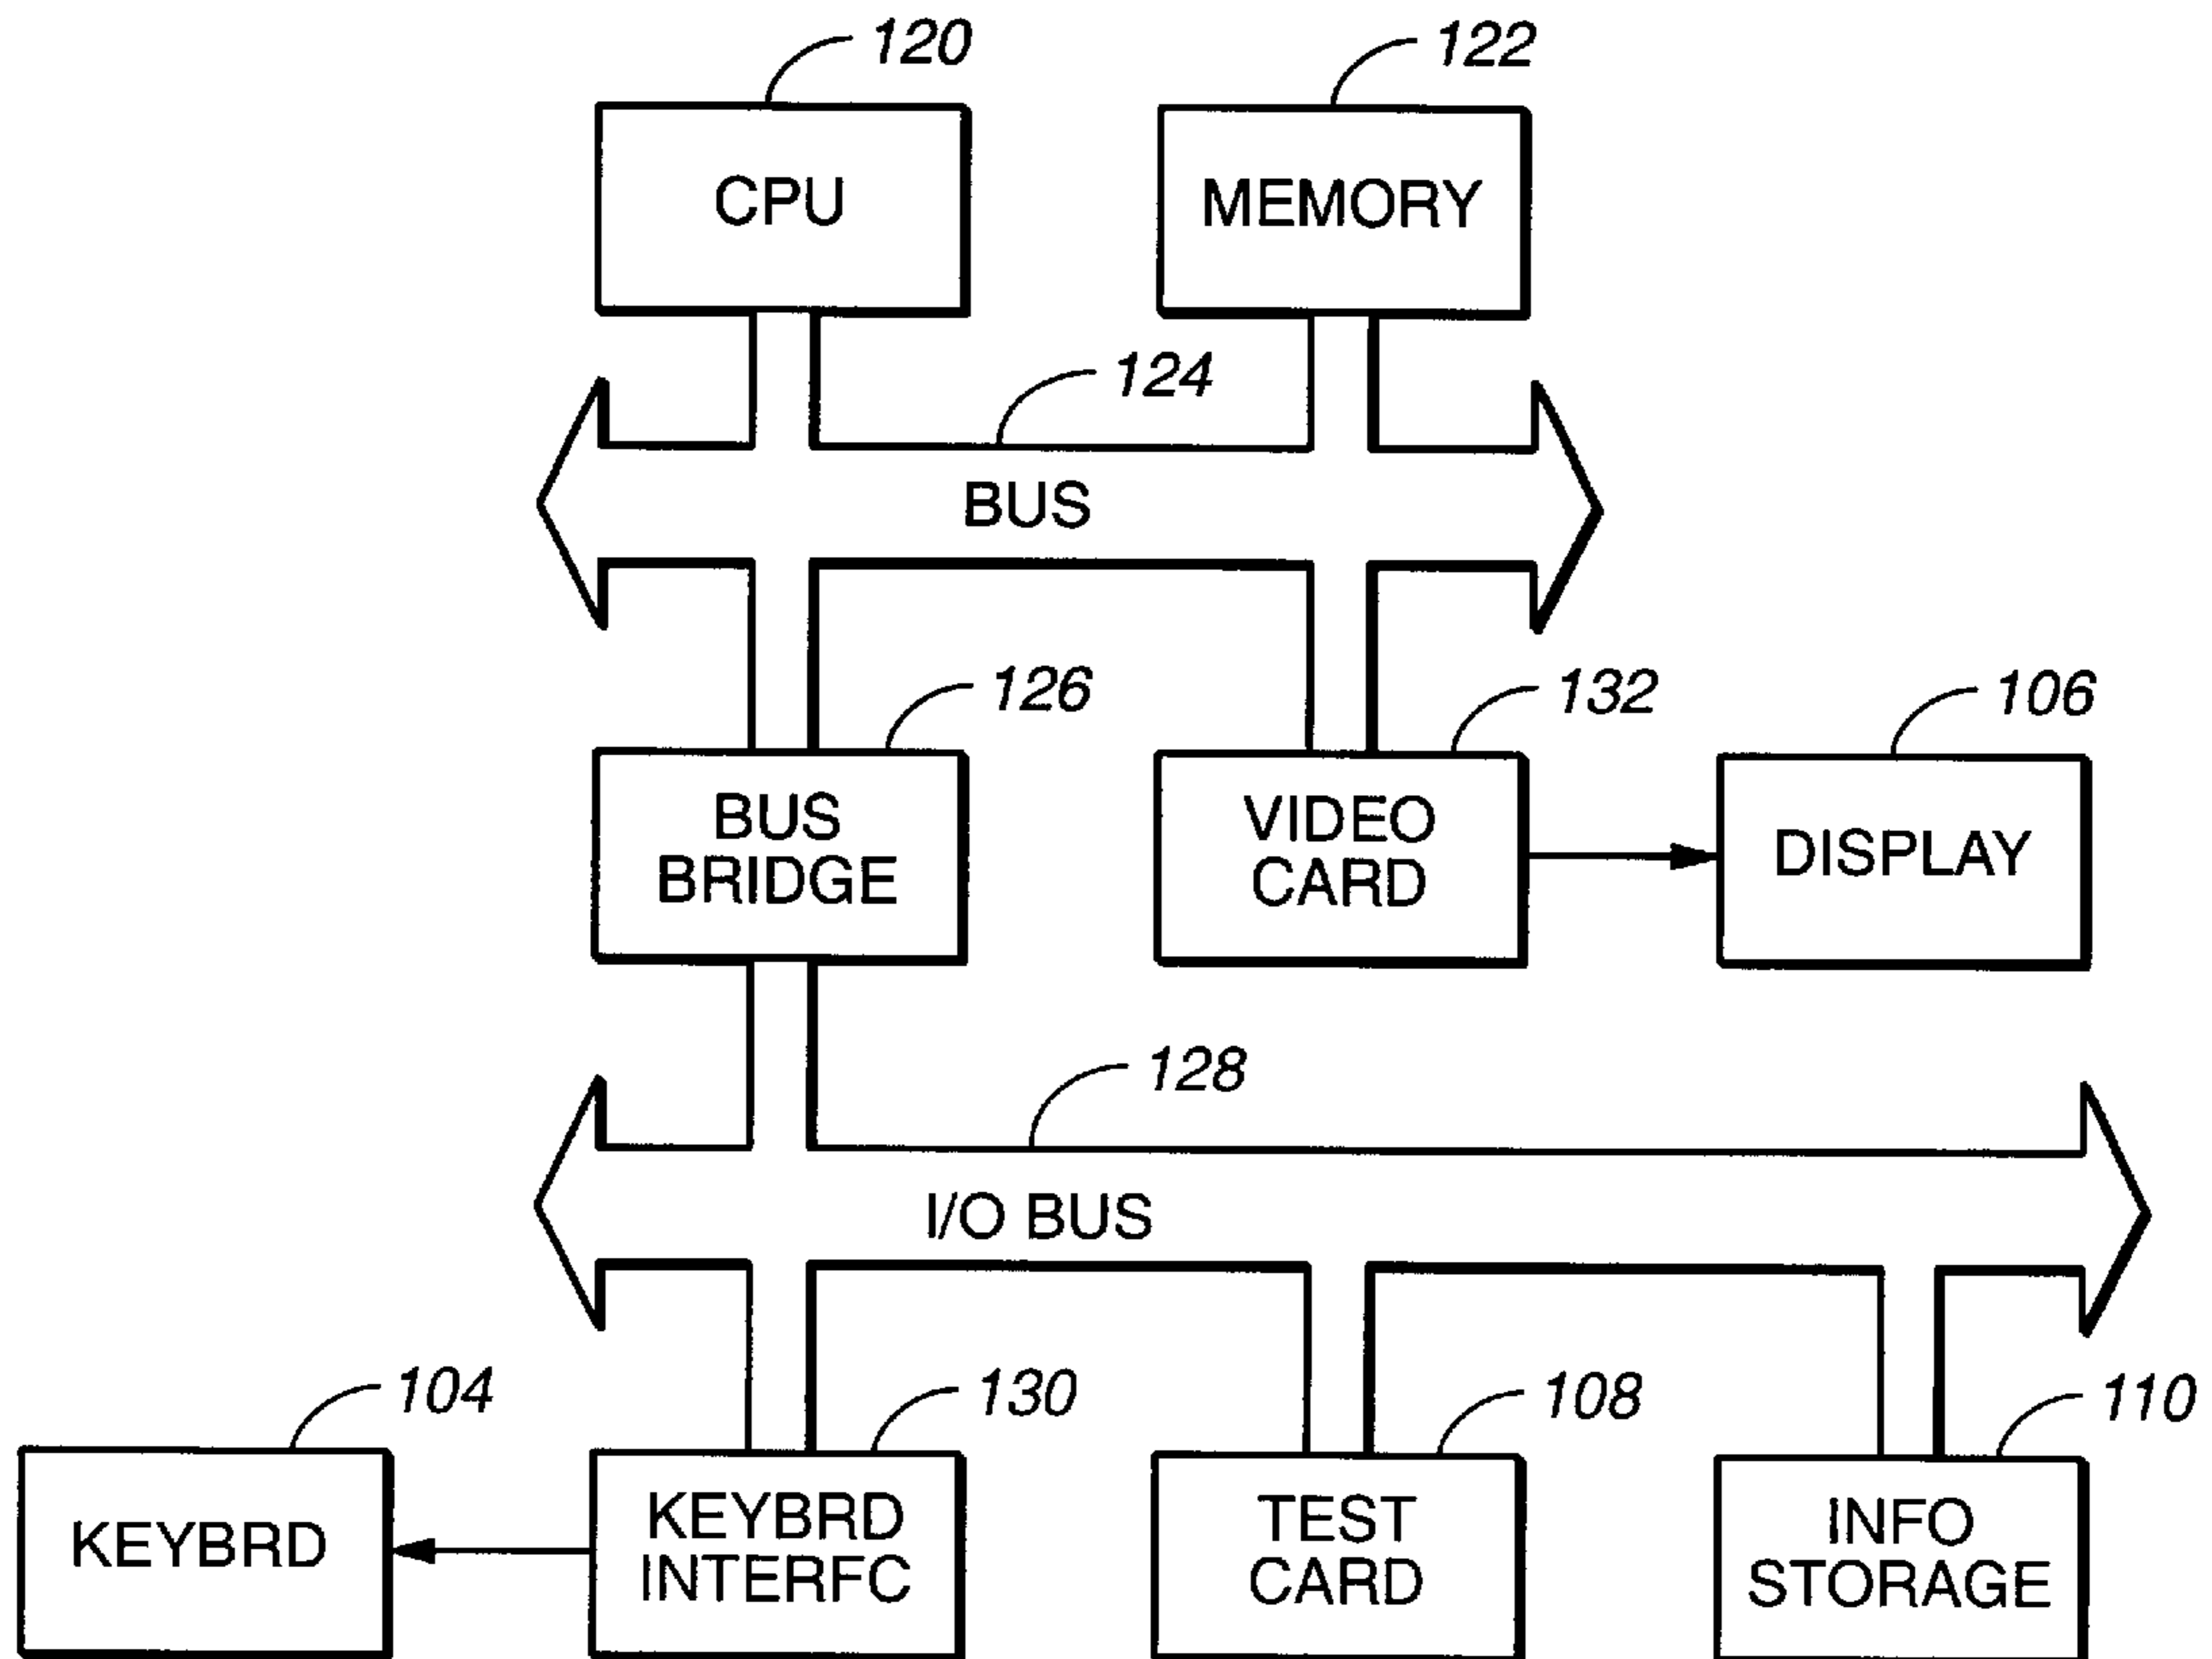 120
122
CPU
MEMORY
124
BUS
126
132
106
BUS
BRIDGE
VIDEO
CARD
DISPLAY
128
I/O BUS
104
130
108
110
KEYBRD
KEYBRD
INTERFC
TEST
CARD
INFO
STORAGE